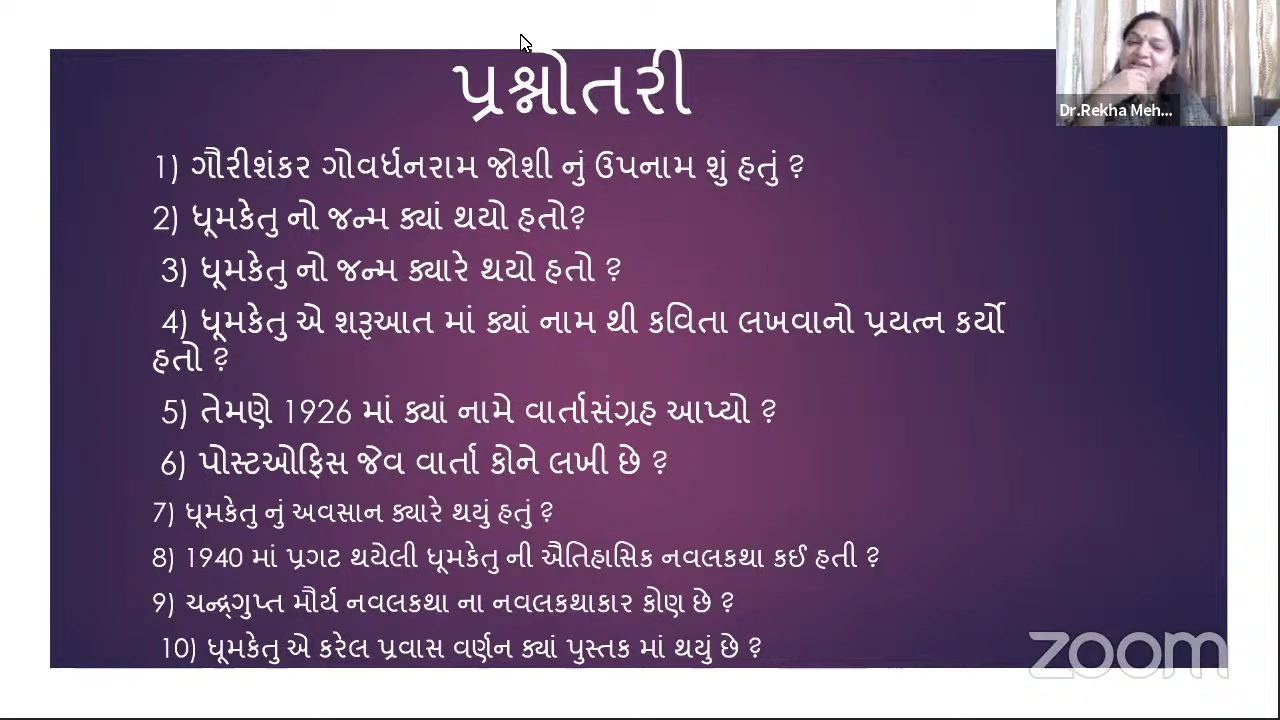 પ્રશ્નોતરી
Dr.Rekha Meh...
1) ગૌરીશંકર ગોવર્ધનરામ જોશી નું ઉપનામ શું હતું ?
2) ધૂમકેતુ નો જન્મ ક્યાં થયો હતો?
3) ધૂમકેતુ નો જન્મ ક્યારે થયો હતો ?
4) ધૂમકેતુ એ શરૂઆત માં ક્યાં નામ થી કવિતા લખવાનો પ્રયત્ન કર્યો
હતો ?
5) તેમણે 1926 માં ક્યાં નામે વાર્તાસંગ્રહ આપ્યો ?
6) પોસ્ટઓફિસ જેવ વાર્તા કોને લખી છે ?
7) ધૂમકેતુ નું અવસાન ક્યારે થયું હતું ?
8) 1940 માં પ્રગટ થયેલી ધૂમકેતુ ની ઐતિહાસિક નવલકથા કઈ હતી ?
9) ચન્દ્ર્ગુપ્ત મૌર્ય નવલકથા ના નવલકથાકાર કોણ છે ?
10) ધૂમકેતુ એ કરેલ પ્રવાસ વર્ણન ક્યાં પુસ્તક માં થયું છે ?
zoom